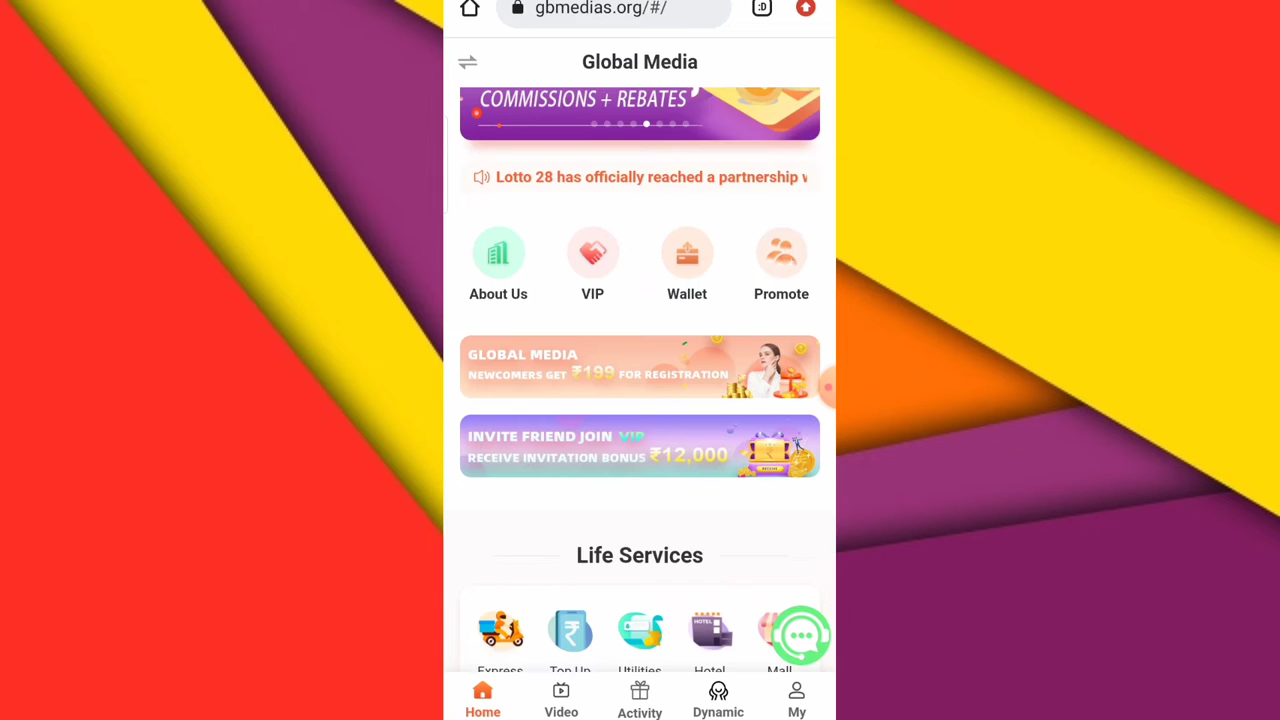 gbmedias.org/#/
:D
Global Media
COMMISSIONS + REBATES
Lotto 28 has officially reached a partnership
About Us
VIP
Wallet
Promote
GLOBAL MEDIA
NEWCOMERS GET ₹199 FOR REGISTRATION
INVITE FRIEND JOIN VIP
RECEIVE INVITATION BONUS ₹12,000
Life Services
HOTEL
Express
Top Up
Utilities
Hotel
Mall
Home
Video
Activity
Dynamic
My